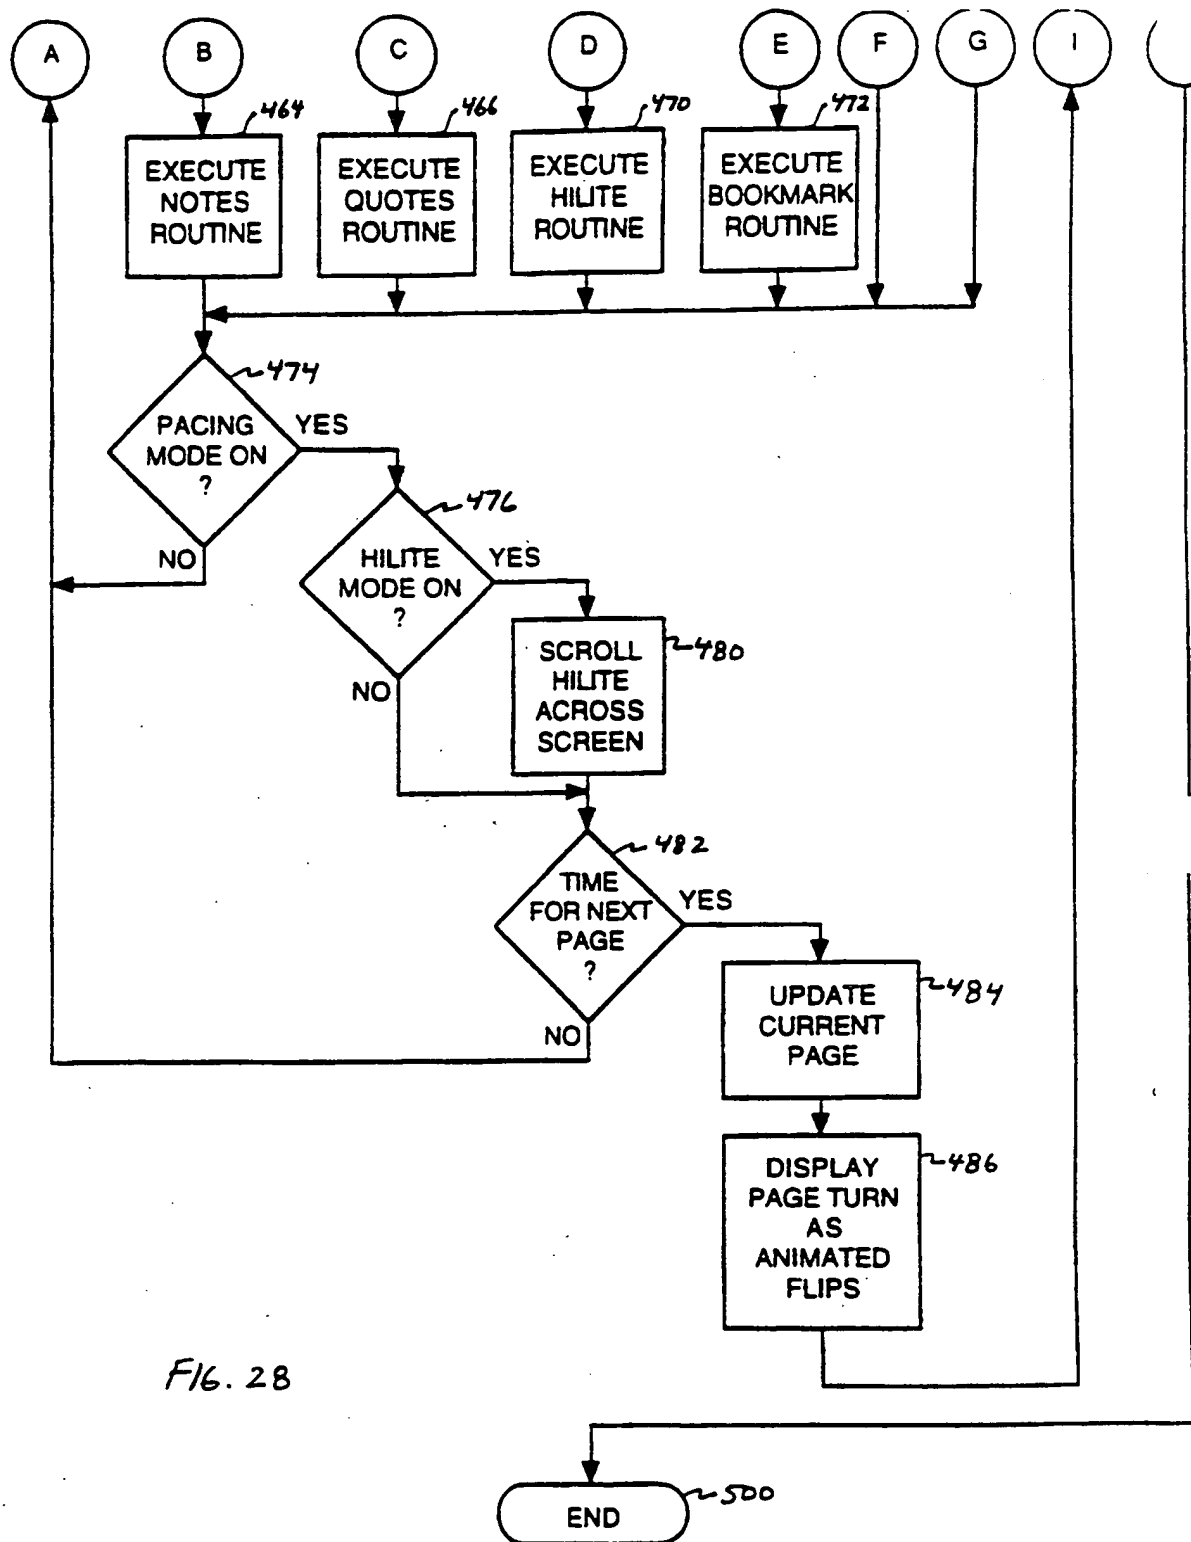 A B C D E F G I
464 466 470 472
EXECUTE
NOTES
ROUTINE
EXECUTE
QUOTES
ROUTINE
EXECUTE
HILITE
ROUTINE
EXECUTE
BOOKMARK
ROUTINE
474
PACING
MODE ON
?
YES
NO
476
HILITE
MODE ON
?
YES
NO
480
SCROLL
HILITE
ACROSS
SCREEN
482
TIME
FOR NEXT
PAGE
?
YES
NO
484
UPDATE
CURRENT
PAGE
486
DISPLAY
PAGE TURN
AS
ANIMATED
FLIPS
FIG. 28
500
END